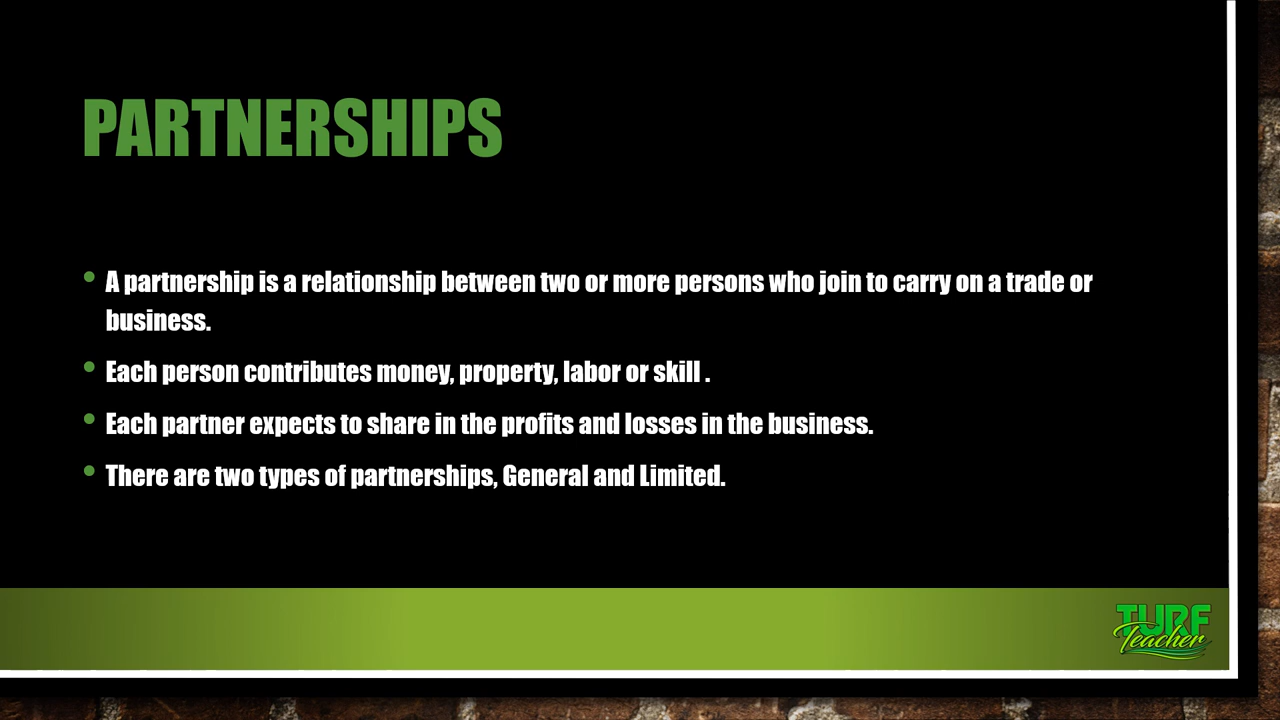 PARTNERSHIPS
• A partnership is a relationship between two or more persons who join to carry on a trade or
business.
• Each person contributes money, property, labor or skill .
• Each partner expects to share in the profits and losses in the business.
• There are two types of partnerships, General and Limited.
TURF
Teacher